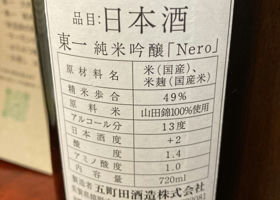 品目:日本酒
東一 純米吟醸「Nero」
原材料名 米(国産)、
米麹(国産米)
精米歩合 49%
原料米 山田錦100%使用
アルコール分 13度
日本酒度 +2
酸度 1.4
アミノ酸度 1.0
内容量 720ml
製造者 五町田酒造株式会社